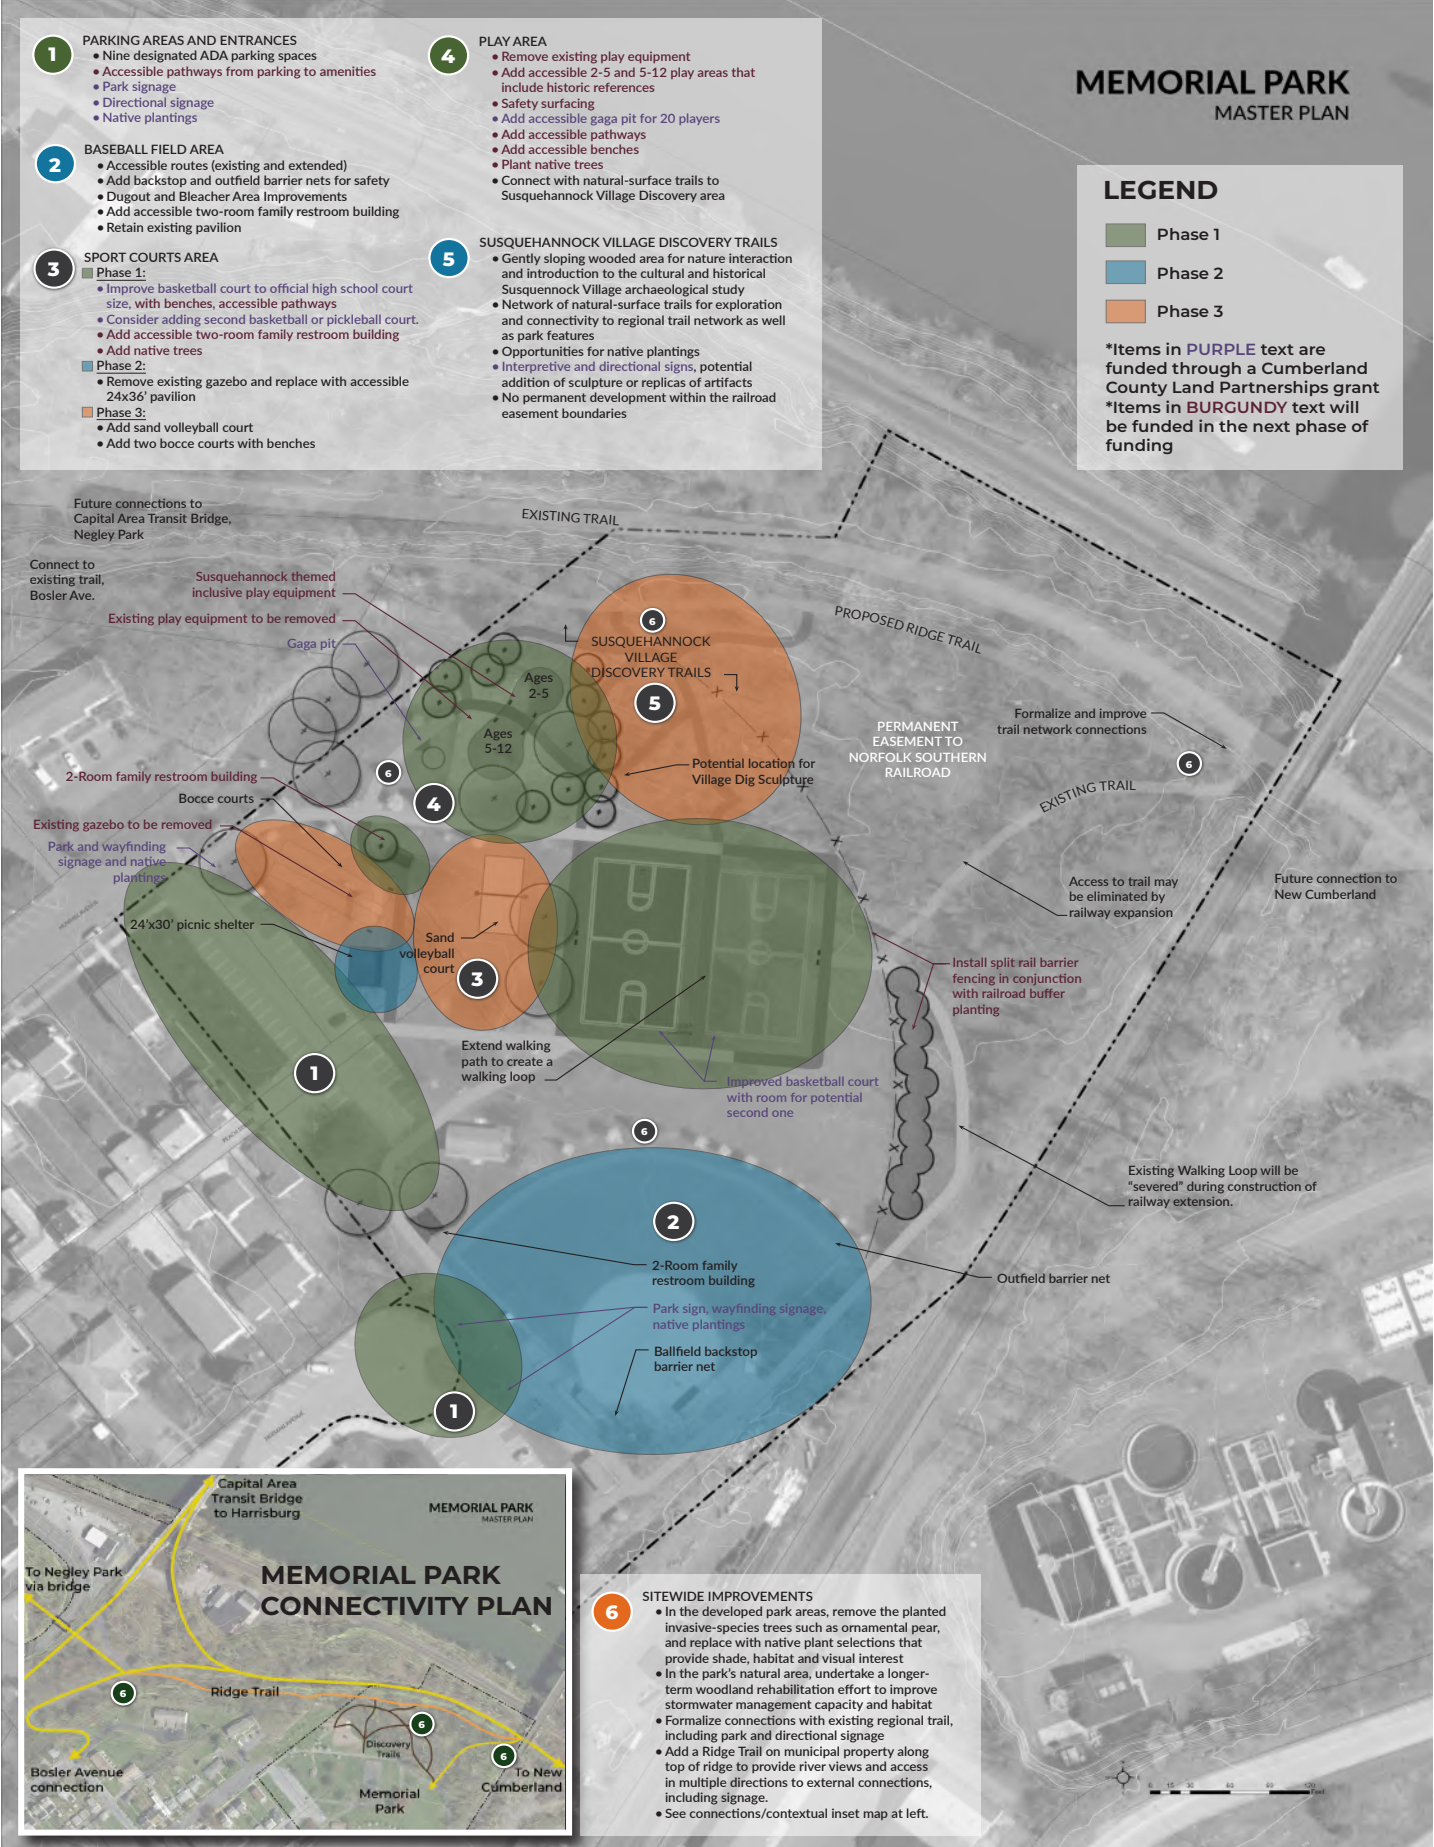 1
PARKING AREAS AND ENTRANCES
• Nine designated ADA parking spaces
• Accessible pathways from parking to amenities
• Park signage
• Directional signage
• Native plantings
2
BASEBALL FIELD AREA
• Accessible routes (existing and extended)
• Add backstop and outfield barrier nets for safety
• Dugout and Bleacher Area Improvements
• Add accessible two-room family restroom building
• Retain existing pavilion
3
SPORT COURTS AREA
Phase 1:
• Improve basketball court to official high school court
size, with benches, accessible pathways
• Consider adding second basketball or pickleball court.
• Add accessible two-room family restroom building
• Add native trees
Phase 2:
• Remove existing gazebo and replace with accessible
24x36' pavilion
Phase 3:
• Add sand volleyball court
• Add two bocce courts with benches
4
PLAY AREA
• Remove existing play equipment
• Add accessible 2-5 and 5-12 play areas that
include historic references
• Safety surfacing
• Add accessible gaga pit for 20 players
• Add accessible pathways
• Add accessible benches
• Plant native trees
• Connect with natural-surface trails to
Susquehannock Village Discovery area
5
SUSQUEHANNOCK VILLAGE DISCOVERY TRAILS
• Gently sloping wooded area for nature interaction
and introduction to the cultural and historical
Susquennock Village archaeological study
• Network of natural-surface trails for exploration
and connectivity to regional trail network as well
as park features
• Opportunities for native plantings
• Interpretive and directional signs, potential
addition of sculpture or replicas of artifacts
• No permanent development within the railroad
easement boundaries
MEMORIAL PARK
MASTER PLAN
LEGEND
Phase 1
Phase 2
Phase 3
*Items in PURPLE text are
funded through a Cumberland
County Land Partnerships grant
*Items in BURGUNDY text will
be funded in the next phase of
funding
Future connections to
Capital Area Transit Bridge,
Negley Park
Connect to
existing trail,
Bosler Ave.
EXISTING TRAIL
Susquehannock themed
inclusive play equipment
Existing play equipment to be removed
Gaga pit
6
SUSQUEHANNOCK
VILLAGE
DISCOVERY TRAILS
5
PROPOSED RIDGE TRAIL
Ages
2-5
Ages
5-12
PERMANENT
EASEMENT TO
NORFOLK SOUTHERN
RAILROAD
Formalize and improve
trail network connections
6
EXISTING TRAIL
Potential location for
Village Dig Sculpture
6
4
2-Room family restroom building
Bocce courts
Existing gazebo to be removed
Park and wayfinding
signage and native
plantings
24'x30' picnic shelter
Sand
volleyball
court
3
Access to trail may
be eliminated by
railway expansion
Future connection to
New Cumberland
Install split rail barrier
fencing in conjunction
with railroad buffer
planting
Extend walking
path to create a
walking loop
1
Improved basketball court
with room for potential
second one
6
Existing Walking Loop will be
"severed" during construction of
railway extension.
2
2-Room family
restroom building
Outfield barrier net
Park sign, wayfinding signage,
native plantings
Ballfield backstop
barrier net
1
Capital Area
Transit Bridge
to Harrisburg
MEMORIAL PARK
MASTER PLAN
MEMORIAL PARK
CONNECTIVITY PLAN
To Negley Park
via bridge
6
Ridge Trail
6
Discovery
Trails
6
Bosler Avenue
connection
Memorial
Park
To New
Cumberland
6
SITEWIDE IMPROVEMENTS
• In the developed park areas, remove the planted
invasive-species trees such as ornamental pear,
and replace with native plant selections that
provide shade, habitat and visual interest
• In the park's natural area, undertake a longer-
term woodland rehabilitation effort to improve
stormwater management capacity and habitat
• Formalize connections with existing regional trail,
including park and directional signage
• Add a Ridge Trail on municipal property along
top of ridge to provide river views and access
in multiple directions to external connections,
including signage.
• See connections/contextual inset map at left.
0 15 30 60 90 120
Feet